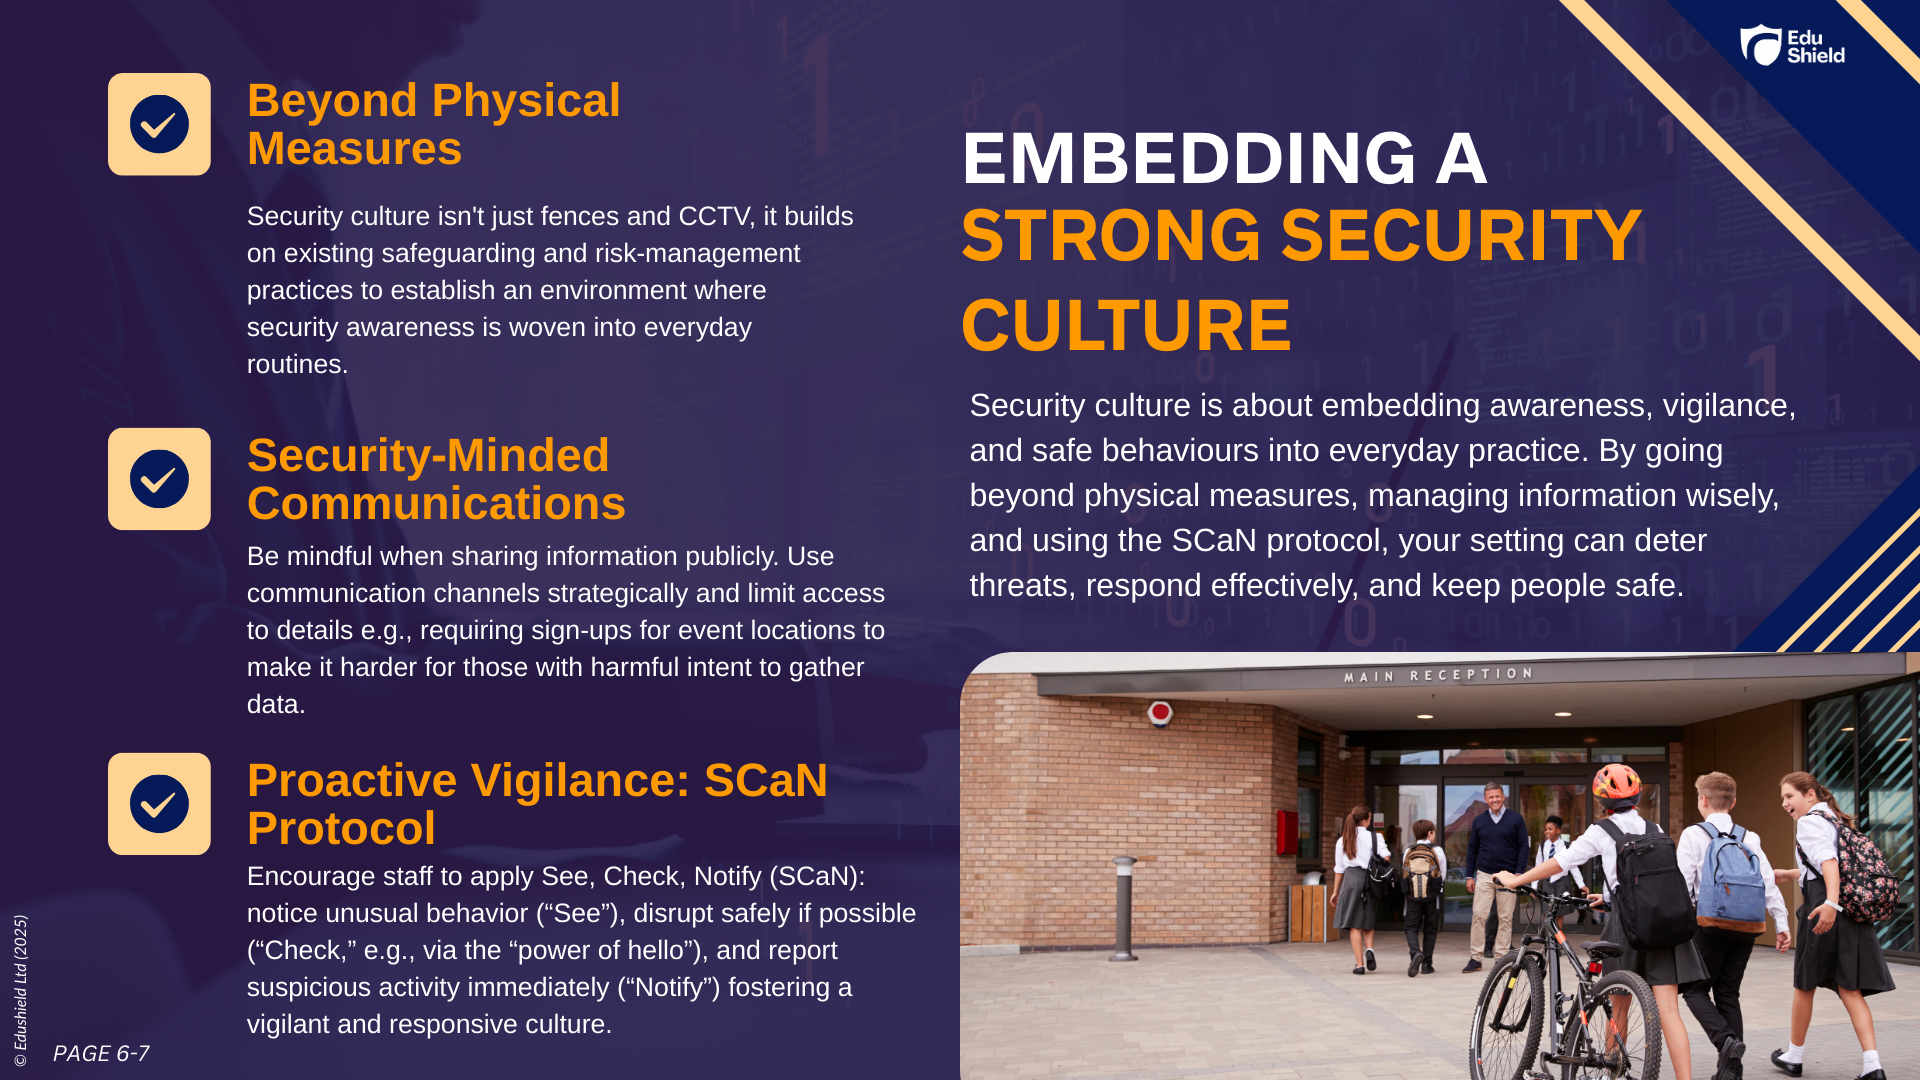 Beyond Physical
Measures
Security culture isn't just fences and CCTV, it builds
on existing safeguarding and risk-management
practices to establish an environment where
security awareness is woven into everyday
routines.
Security-Minded
Communications
Be mindful when sharing information publicly. Use
communication channels strategically and limit access
to details e.g., requiring sign-ups for event locations to
make it harder for those with harmful intent to gather
data.
Proactive Vigilance: SCaN
Protocol
Encourage staff to apply See, Check, Notify (SCaN):
notice unusual behavior (“See”), disrupt safely if possible
(“Check,” e.g., via the “power of hello”), and report
suspicious activity immediately (“Notify”) fostering a
vigilant and responsive culture.
© Edushield Ltd (2025)
PAGE 6-7
Edu
Shield
EMBEDDING A
STRONG SECURITY
CULTURE
Security culture is about embedding awareness, vigilance,
and safe behaviours into everyday practice. By going
beyond physical measures, managing information wisely,
and using the SCaN protocol, your setting can deter
threats, respond effectively, and keep people safe.
MAIN RECEPTION